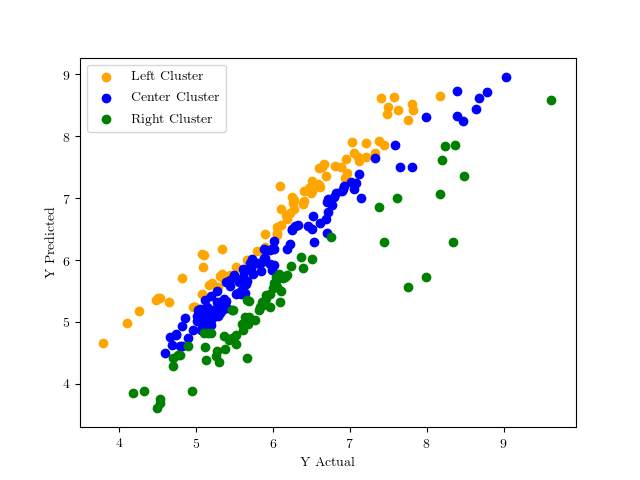 Left Cluster
Center Cluster
Right Cluster
9
8
7
6
5
4
Y Predicted
4 5 6 7 8 9
Y Actual